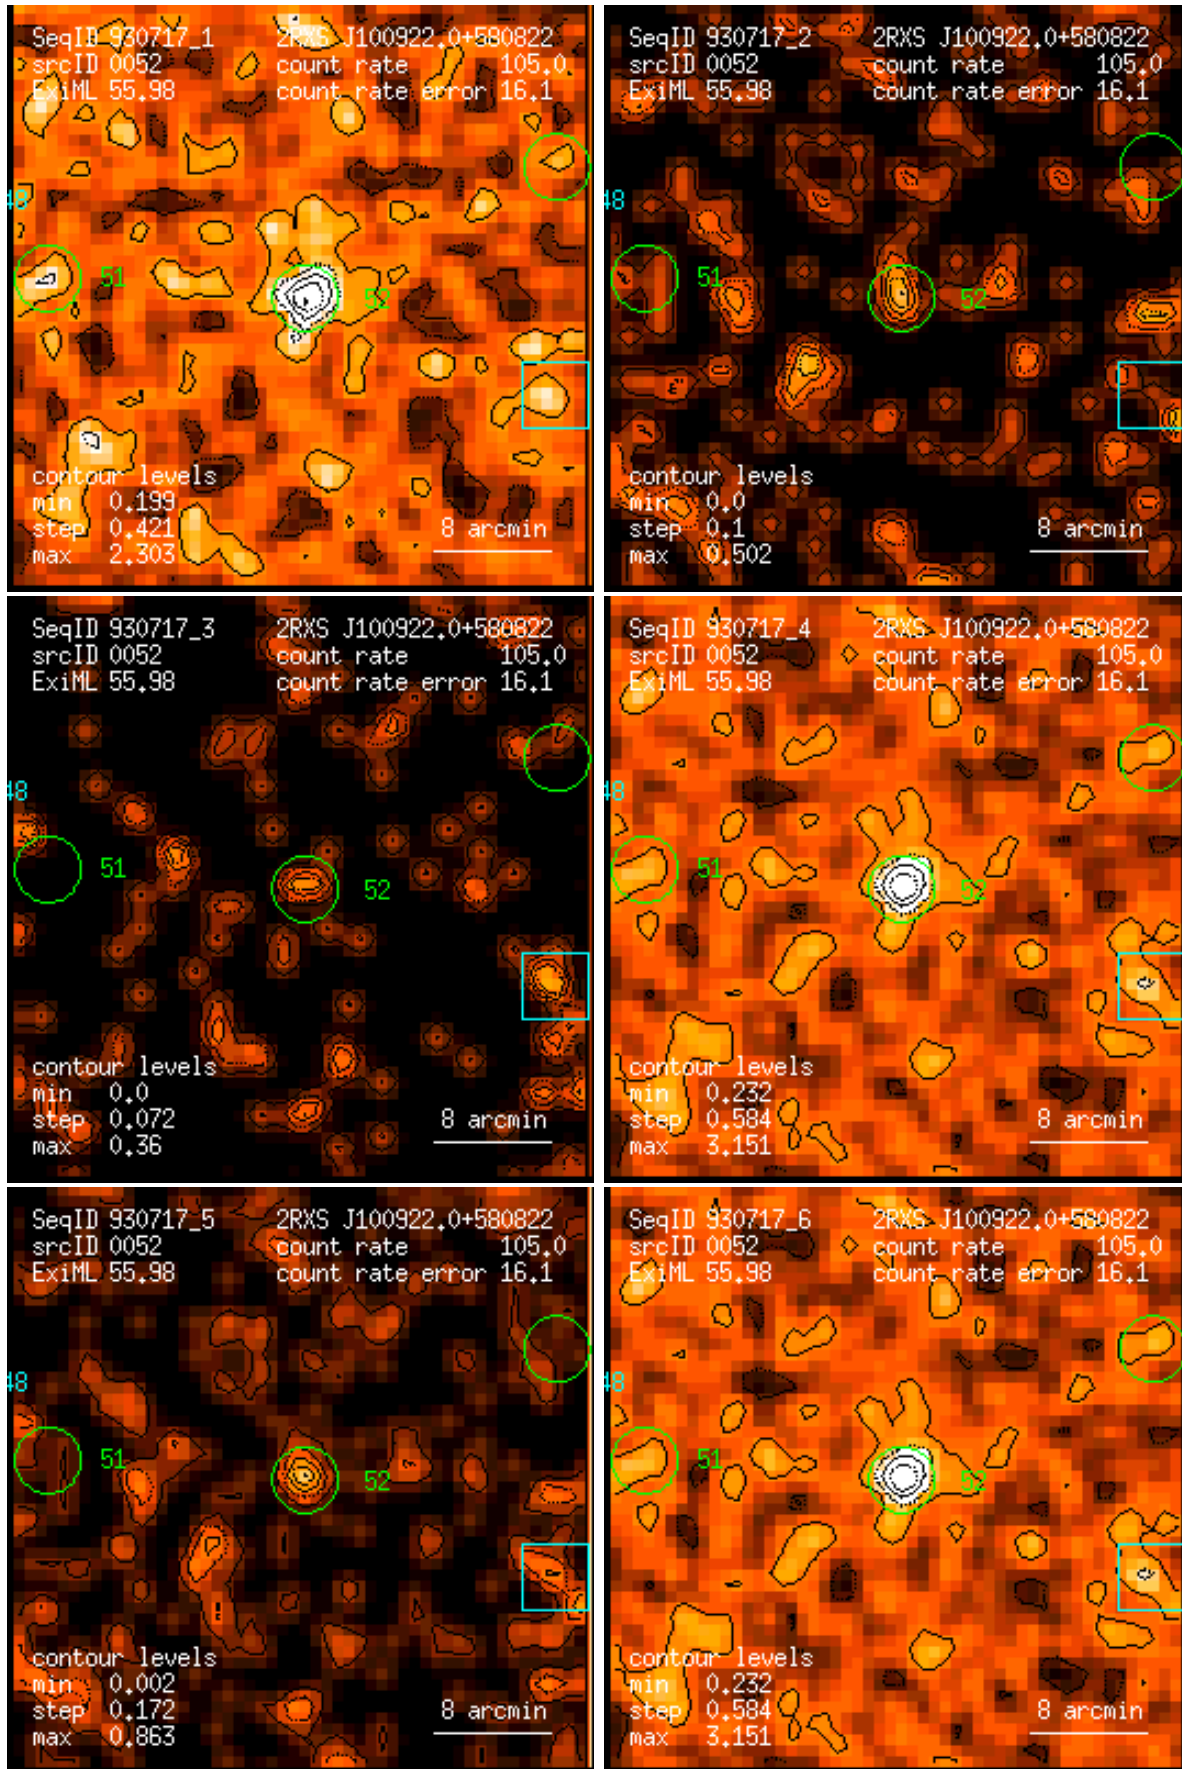 SeqID 930717_1 2RXS J100922.0+580822
srcID 0052 count rate 105.0
ExiML 55.98 count rate error 16.1
48
51
52
contour levels
min 0.199
step 0.421 8 arcmin
max 2.303
SeqID 930717_2 2RXS J100922.0+580822
srcID 0052 count rate 105.0
ExiML 55.98 count rate error 16.1
48
51
52
contour levels
min 0.0
step 0.1 8 arcmin
max 0.502
SeqID 930717_3 2RXS J100922.0+580822
srcID 0052 count rate 105.0
ExiML 55.98 count rate error 16.1
48
51
52
contour levels
min 0.0
step 0.072 8 arcmin
max 0.36
SeqID 930717_4 2RXS J100922.0+580822
srcID 0052 count rate 105.0
ExiML 55.98 count rate error 16.1
48
51
52
contour levels
min 0.232
step 0.584 8 arcmin
max 3.151
SeqID 930717_5 2RXS J100922.0+580822
srcID 0052 count rate 105.0
ExiML 55.98 count rate error 16.1
48
51
52
contour levels
min 0.002
step 0.172 8 arcmin
max 0.863
SeqID 930717_6 2RXS J100922.0+580822
srcID 0052 count rate 105.0
ExiML 55.98 count rate error 16.1
48
51
52
contour levels
min 0.232
step 0.584 8 arcmin
max 3.151